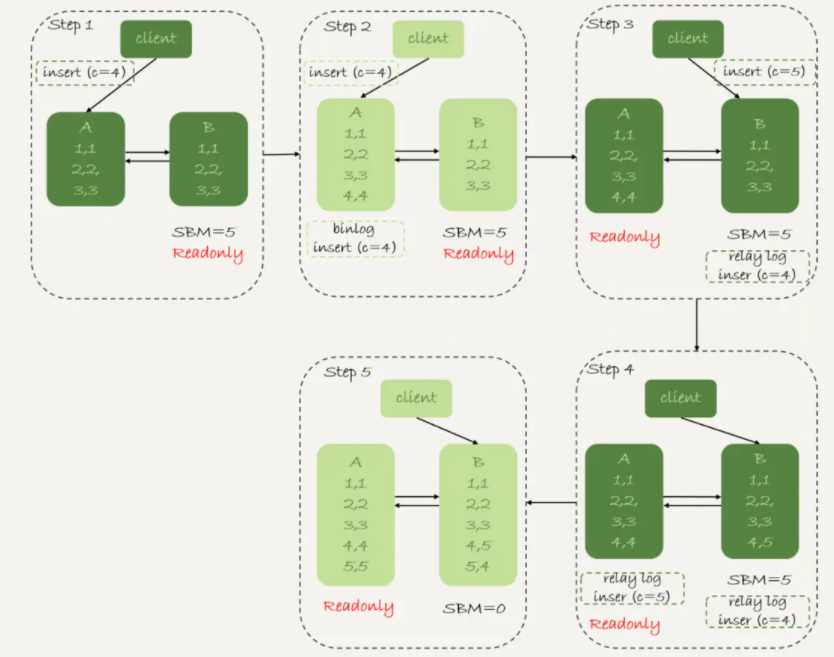 Step 1
client
insert (c=4)
A
1,1
2,2,
3,3
B
1,1
2,2,
3,3
SBM=5
Readonly
Step 2
client
insert (c=4)
A
1,1
2,2
3,3
4,4
binlog
insert (c=4)
B
1,1
2,2
3,3
SBM=5
Readonly
Step 3
client
insert (c=5)
A
1,1
2,2,
3,3
4,4
Readonly
B
1,1
2,2,
3,3
SBM=5
relay log
inser (c=4)
Step 4
client
A
1,1
2,2,
3,3
4,4
relay log
inser (c=5)
Readonly
B
1,1
2,2,
3,3
4,5
SBM=5
relay log
inser (c=4)
Step 5
client
A
1,1
2,2
3,3
4,4
5,5
Readonly
B
1,1
2,2
3,3
4,5
5,4
SBM=0